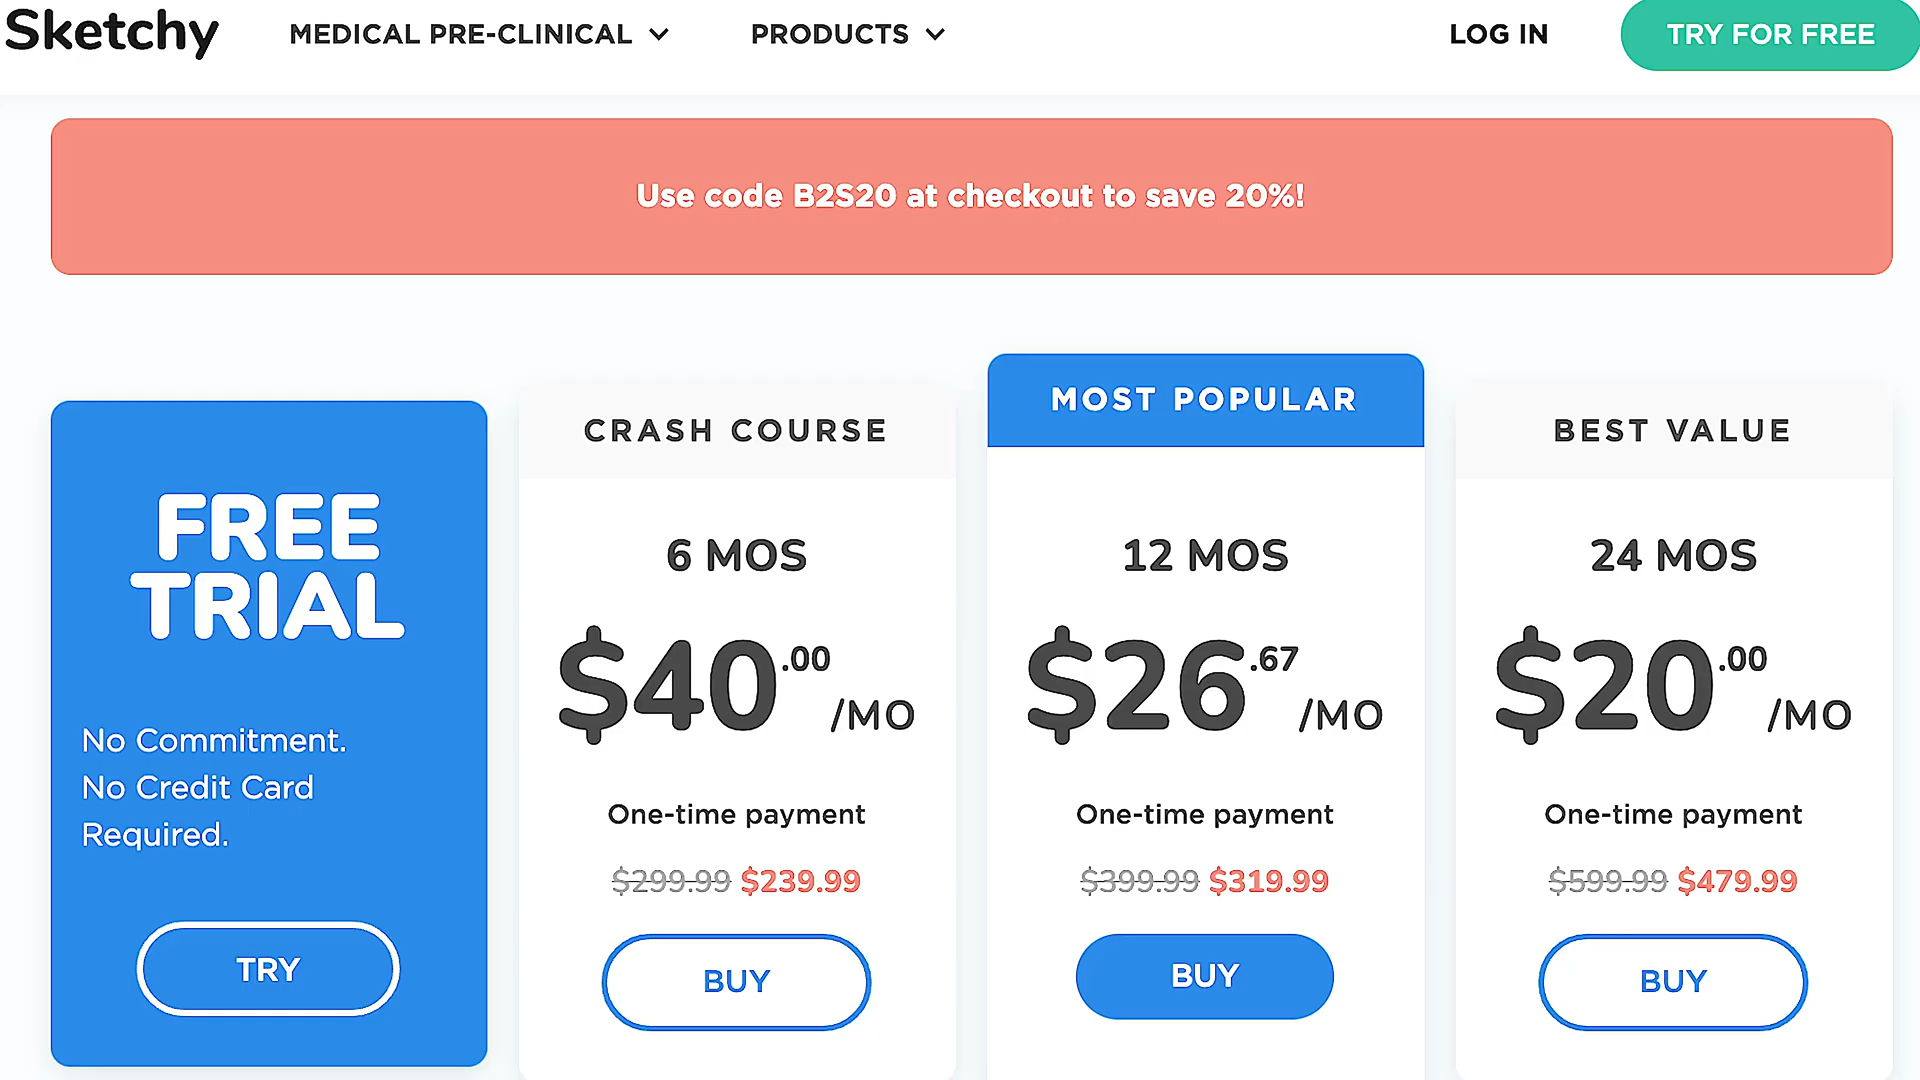 Sketchy
MEDICAL PRE-CLINICAL
PRODUCTS
LOG IN
TRY FOR FREE
Use code B2S20 at checkout to save 20%!
FREE
TRIAL
No Commitment.
No Credit Card
Required.
TRY
CRASH COURSE
6 MOS
$40.00/MO
One-time payment
$299.99 $239.99
BUY
MOST POPULAR
12 MOS
$26.67/MO
One-time payment
$399.99 $319.99
BUY
BEST VALUE
24 MOS
$20.00/MO
One-time payment
$599.99 $479.99
BUY